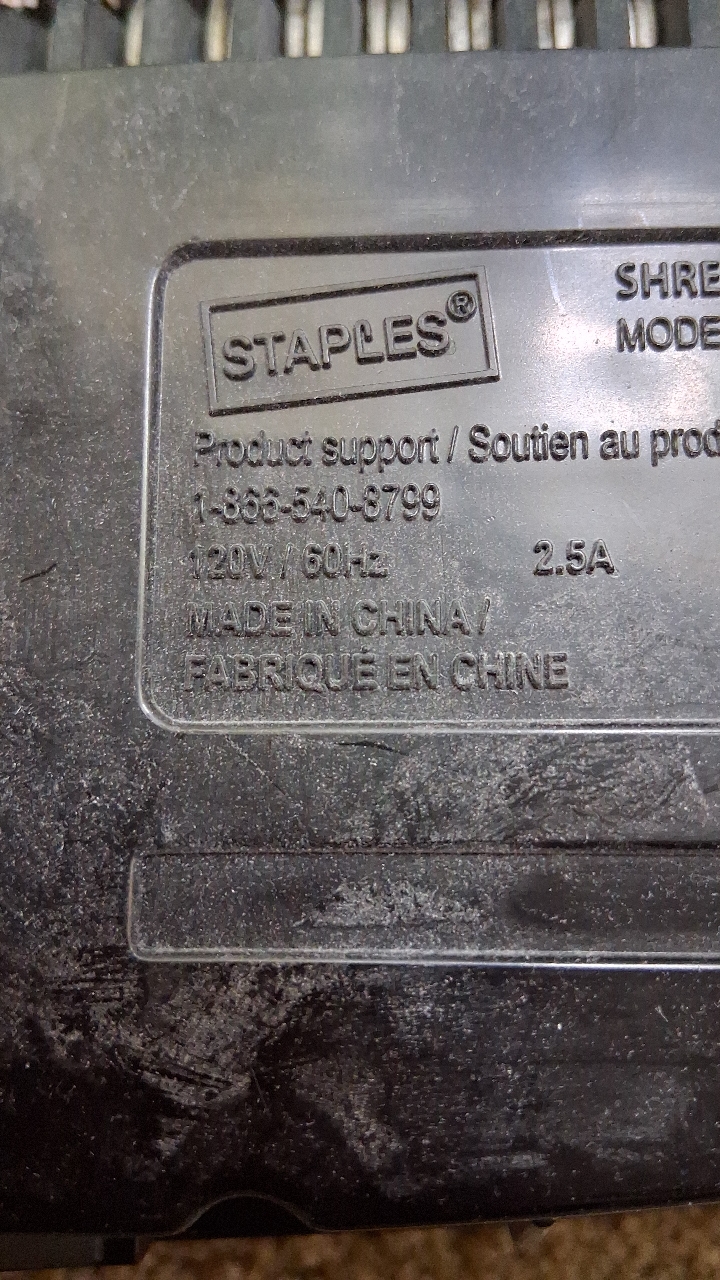 STAPLES®
SHRE
MODE
Product support / Soutien au prod
1-866-540-8799
120V / 60Hz 2.5A
MADE IN CHINA /
FABRIQUÉ EN CHINE